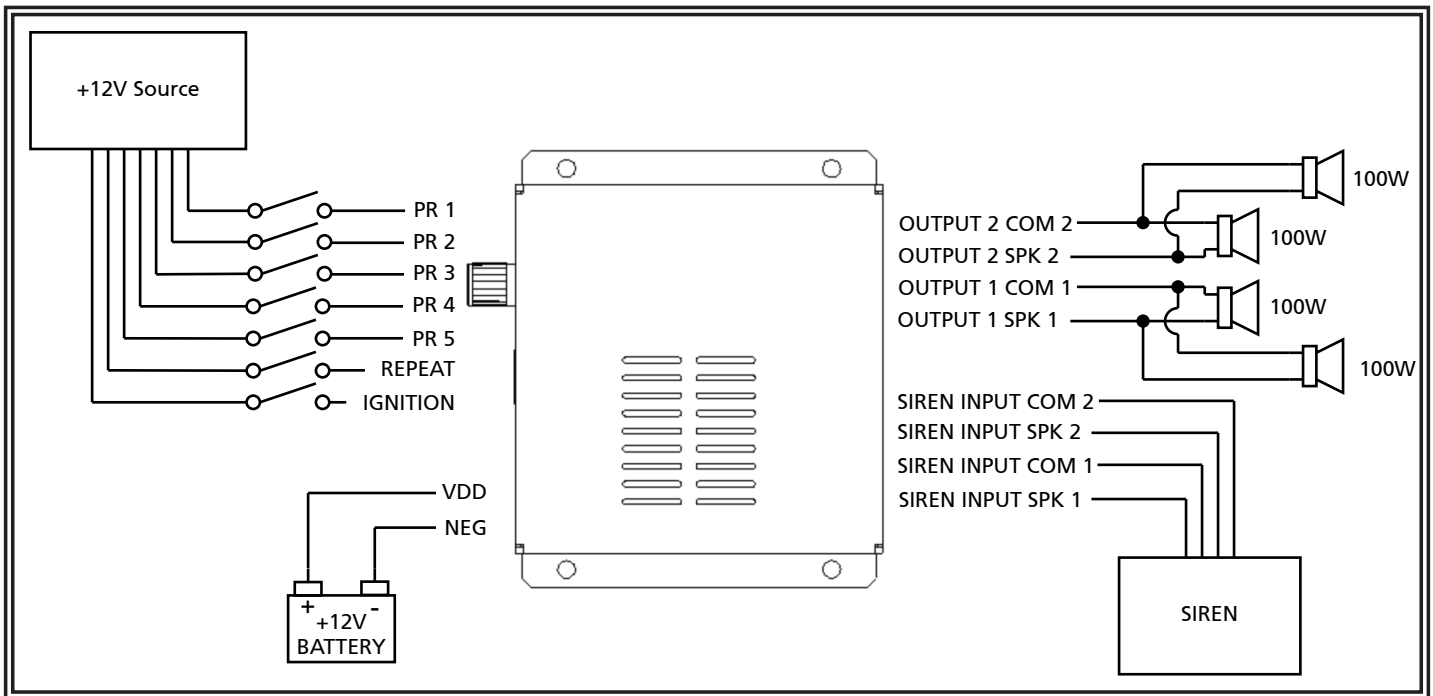 +12V Source
PR 1
PR 2
PR 3
PR 4
PR 5
REPEAT
IGNITION
VDD
NEG
+ -
+12V
BATTERY
OUTPUT 2 COM 2
OUTPUT 2 SPK 2
OUTPUT 1 COM 1
OUTPUT 1 SPK 1
100W
100W
100W
100W
SIREN INPUT COM 2
SIREN INPUT SPK 2
SIREN INPUT COM 1
SIREN INPUT SPK 1
SIREN